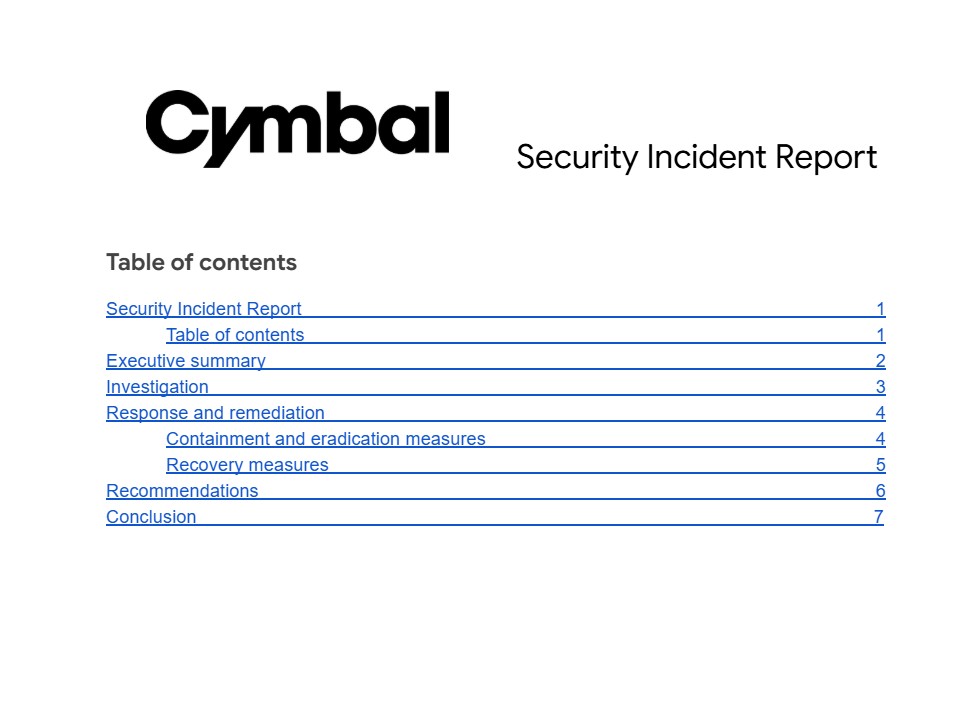 Cymbal
Security Incident Report
Table of contents
Security Incident Report 1
Table of contents 1
Executive summary 2
Investigation 3
Response and remediation 4
Containment and eradication measures 4
Recovery measures 5
Recommendations 6
Conclusion 7